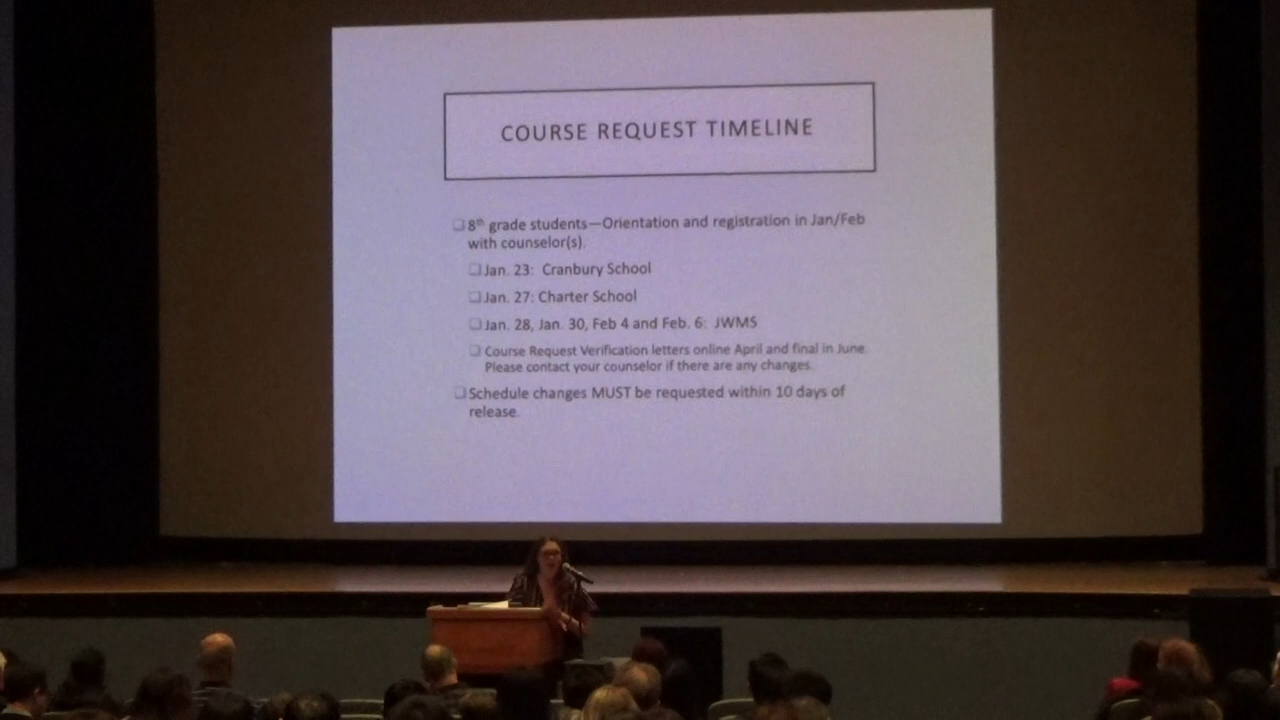 COURSE REQUEST TIMELINE
8th grade students—Orientation and registration in Jan/Feb
with counselor(s).
Jan. 23: Cranbury School
Jan. 27: Charter School
Jan. 28, Jan. 30, Feb 4 and Feb. 6: JWMS
Course Request Verification letters online April and final in June.
Please contact your counselor if there are any changes.
Schedule changes MUST be requested within 10 days of
release.